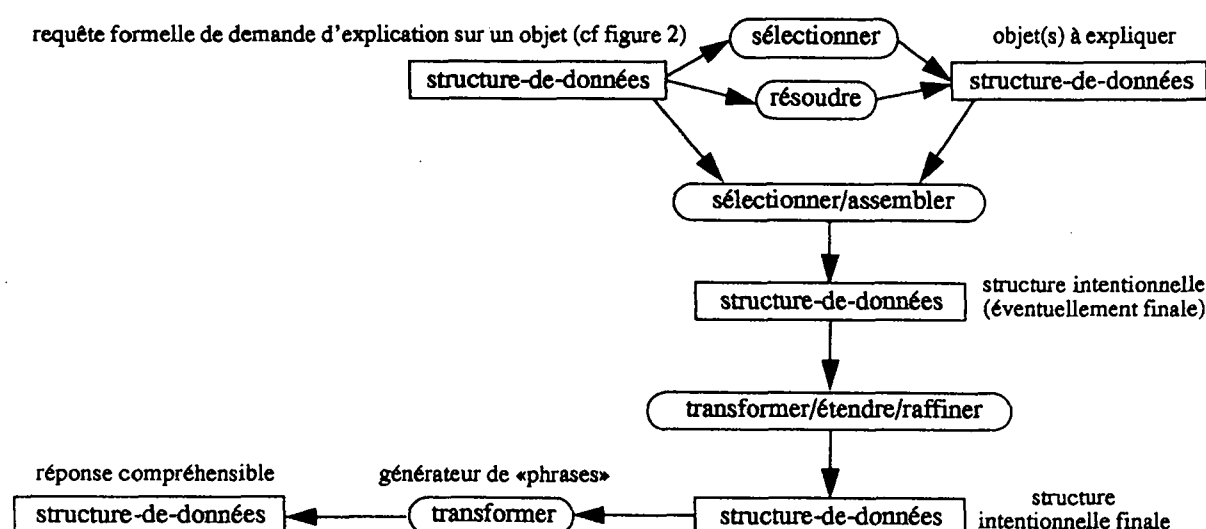 requête formelle de demande d'explication sur un objet (cf figure 2)
sélectionner
objet(s) à expliquer
structure-de-données
résoudre
structure-de-données
sélectionner/assembler
structure-de-données
structure intentionnelle
(éventuellement finale)
transformer/étendre/raffiner
réponse compréhensible
générateur de «phrases»
structure-de-données
transformer
structure-de-données
structure
intentionnelle finale